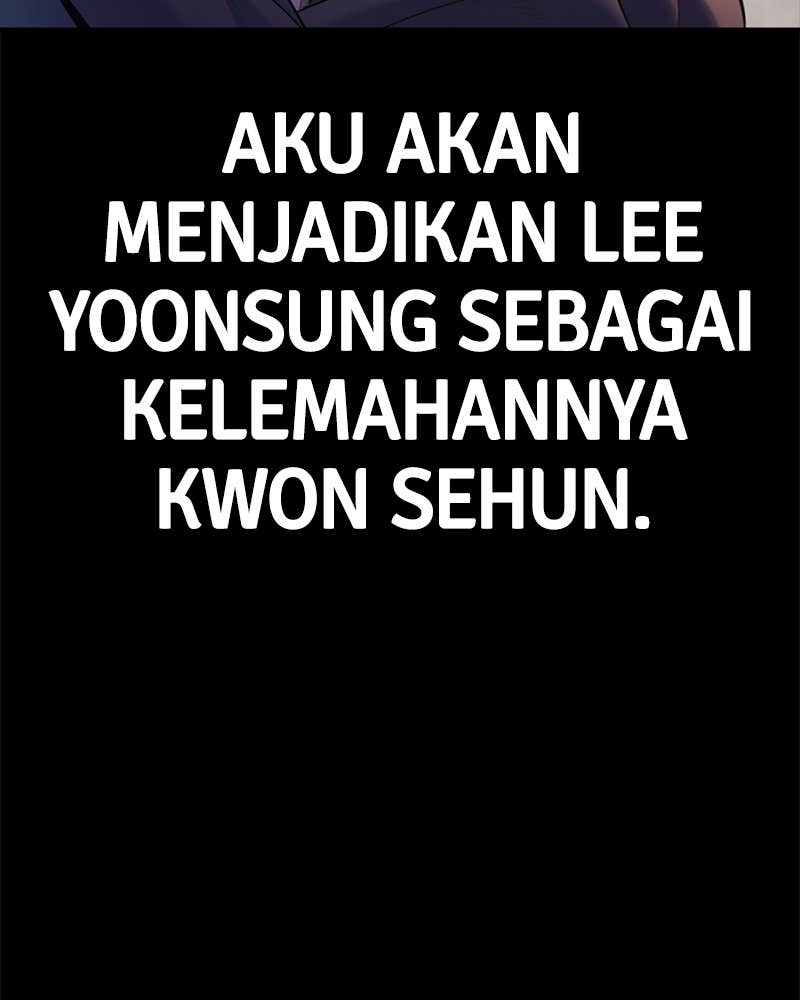 AKU AKAN
MENJADIKAN LEE
YOONSUNG SEBAGAI
KELEMAHANNYA
KWON SEHUN.